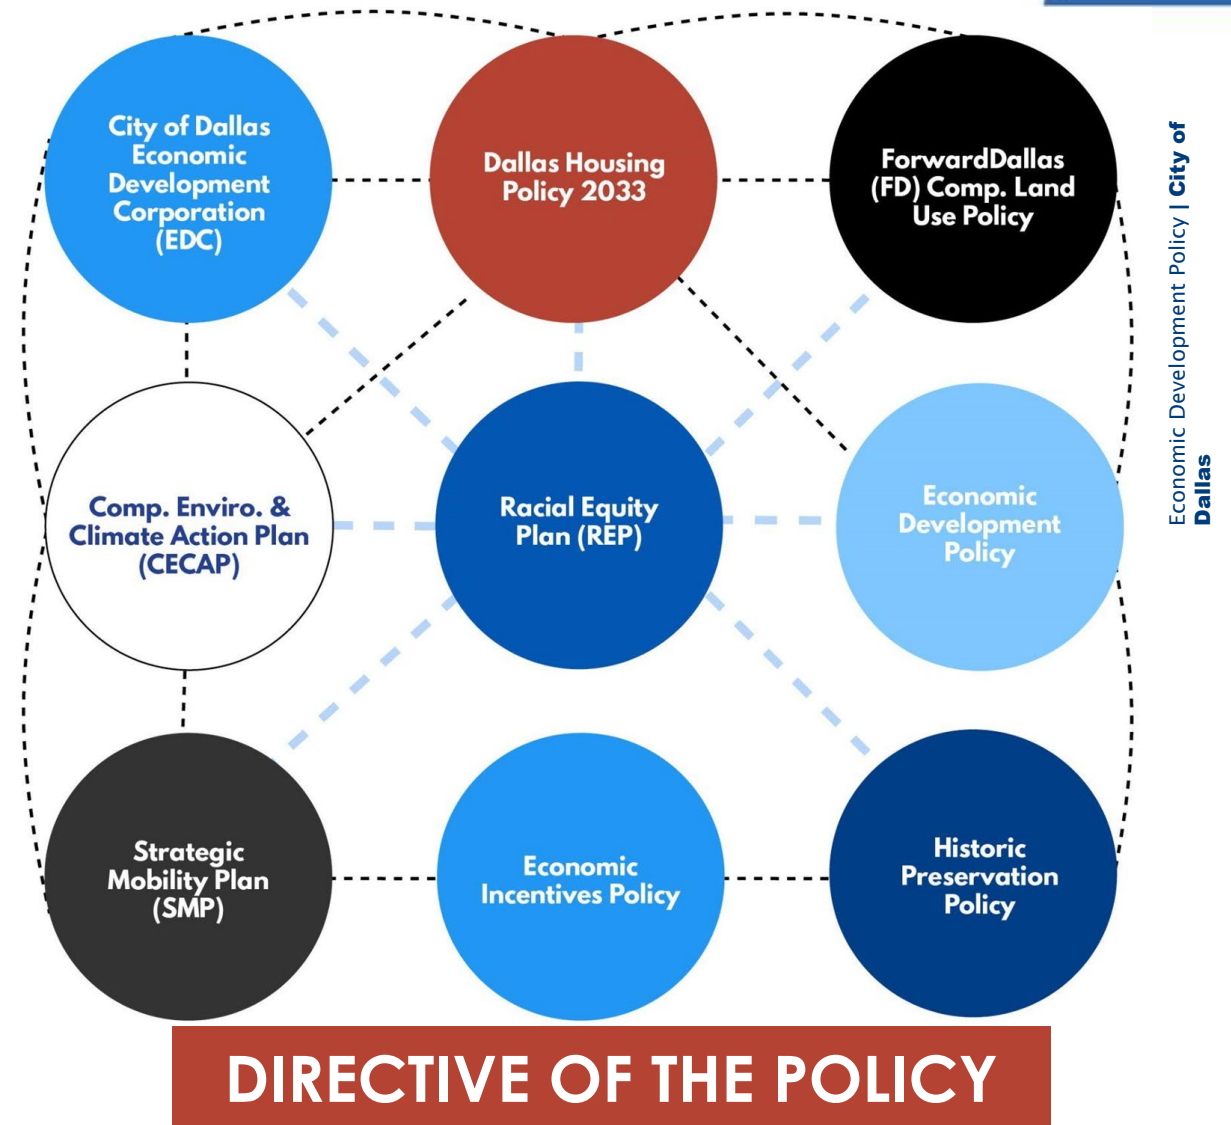 City of Dallas
Economic
Development
Corporation
(EDC)
Dallas Housing
Policy 2033
ForwardDallas
(FD) Comp. Land
Use Policy
Comp. Enviro. &
Climate Action Plan
(CECAP)
Racial Equity
Plan (REP)
Economic
Development
Policy
Strategic
Mobility Plan
(SMP)
Economic
Incentives Policy
Historic
Preservation
Policy
DIRECTIVE OF THE POLICY
Economic Development Policy | City of
Dallas